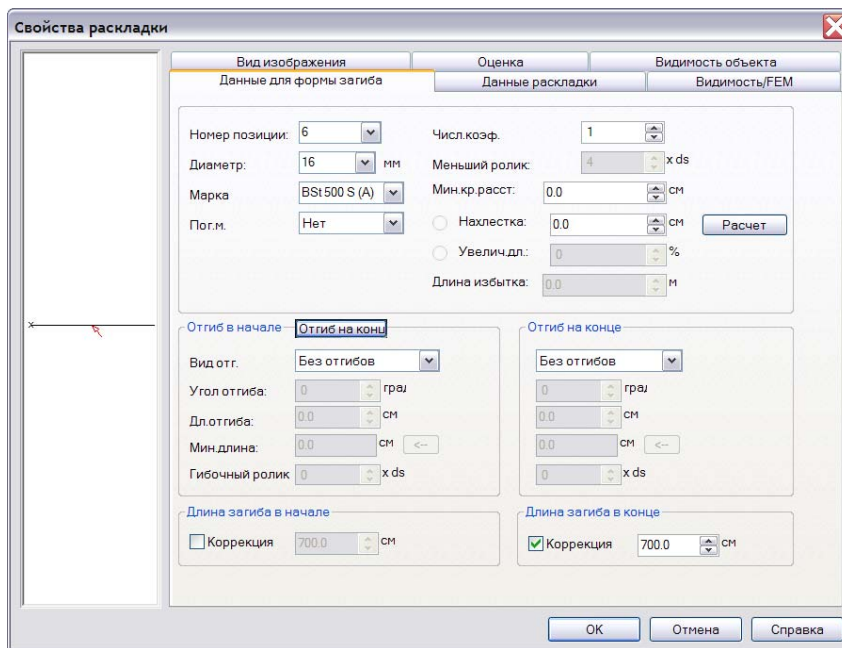 Свойства раскладки
Вид изображения Оценка Видимость объекта
Данные для формы загиба Данные раскладки Видимость/FEM
Номер позиции: 6 Числ.коэф. 1
Диаметр: 16 мм Меньший ролик: 4 x ds
Марка BSt 500 S (A) Мин.кр.расст: 0.0 см
Пог.м. Нет Нахлестка: 0.0 см Расчет
Увелич.дл.: 0 %
Длина избытка: 0.0 м
Отгиб в начале Отгиб на конц Отгиб на конце
Вид отг. Без отгибов Без отгибов
Угол отгиба: 0 град 0 град
Дл.отгиба: 0.0 см 0.0 см
Мин.длина: 0.0 см <-- 0.0 см <--
Гибочный ролик 0 x ds 0 x ds
Длина загиба в начале Длина загиба в конце
Коррекция 700.0 см Коррекция 700.0 см
OK Отмена Справка